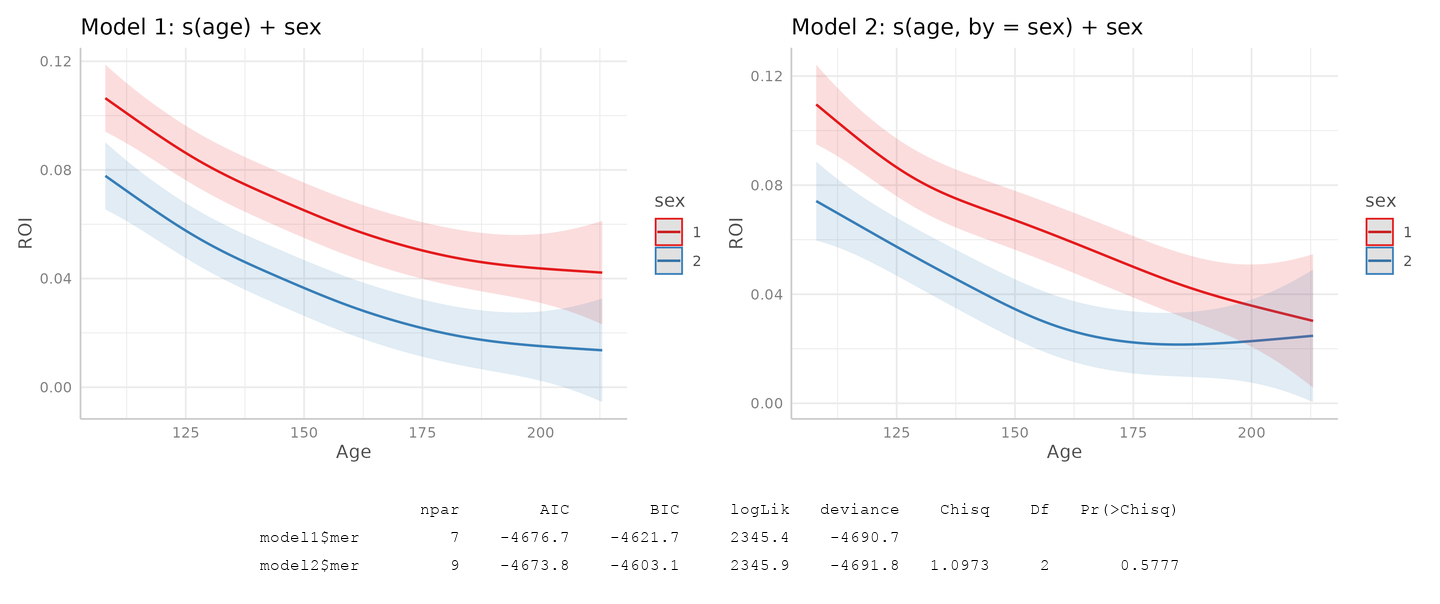 Model 1: s(age) + sex
0.12
0.08
0.04
0.00
ROI
125 150 175 200
Age
sex
1
2
Model 2: s(age, by = sex) + sex
0.12
0.08
0.04
0.00
ROI
125 150 175 200
Age
sex
1
2
npar AIC BIC logLik deviance Chisq Df Pr(>Chisq)
model1$mer 7 -4676.7 -4621.7 2345.4 -4690.7
model2$mer 9 -4673.8 -4603.1 2345.9 -4691.8 1.0973 2 0.5777